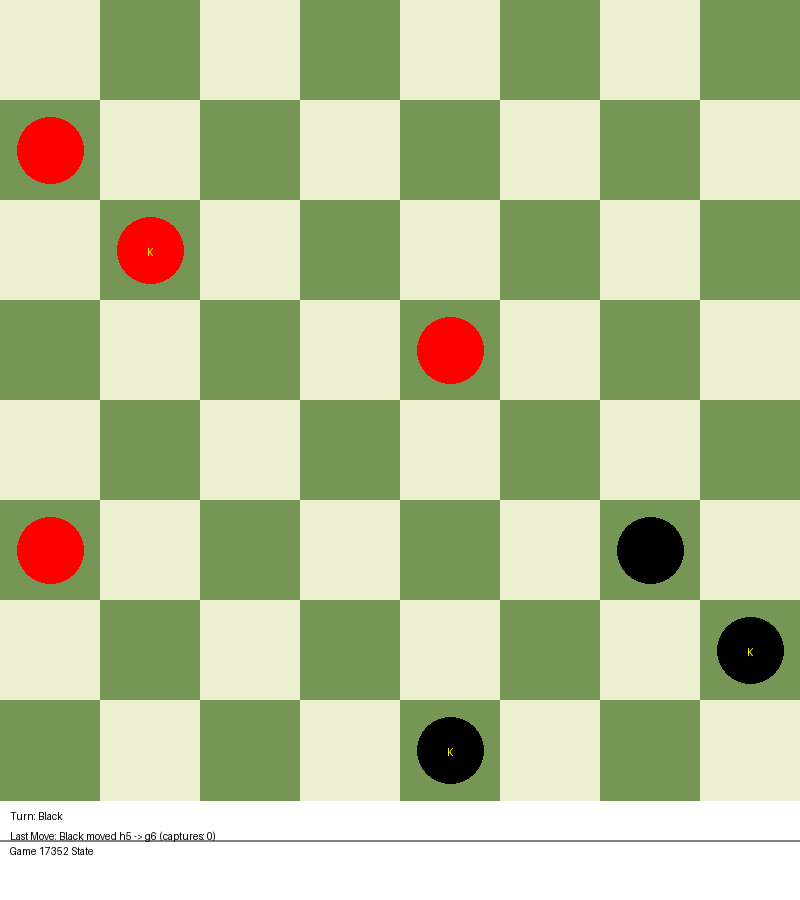 K
K
K
Turn: Black
Last Move: Black moved h5 -> g6 (captures: 0)
Game 17352 State